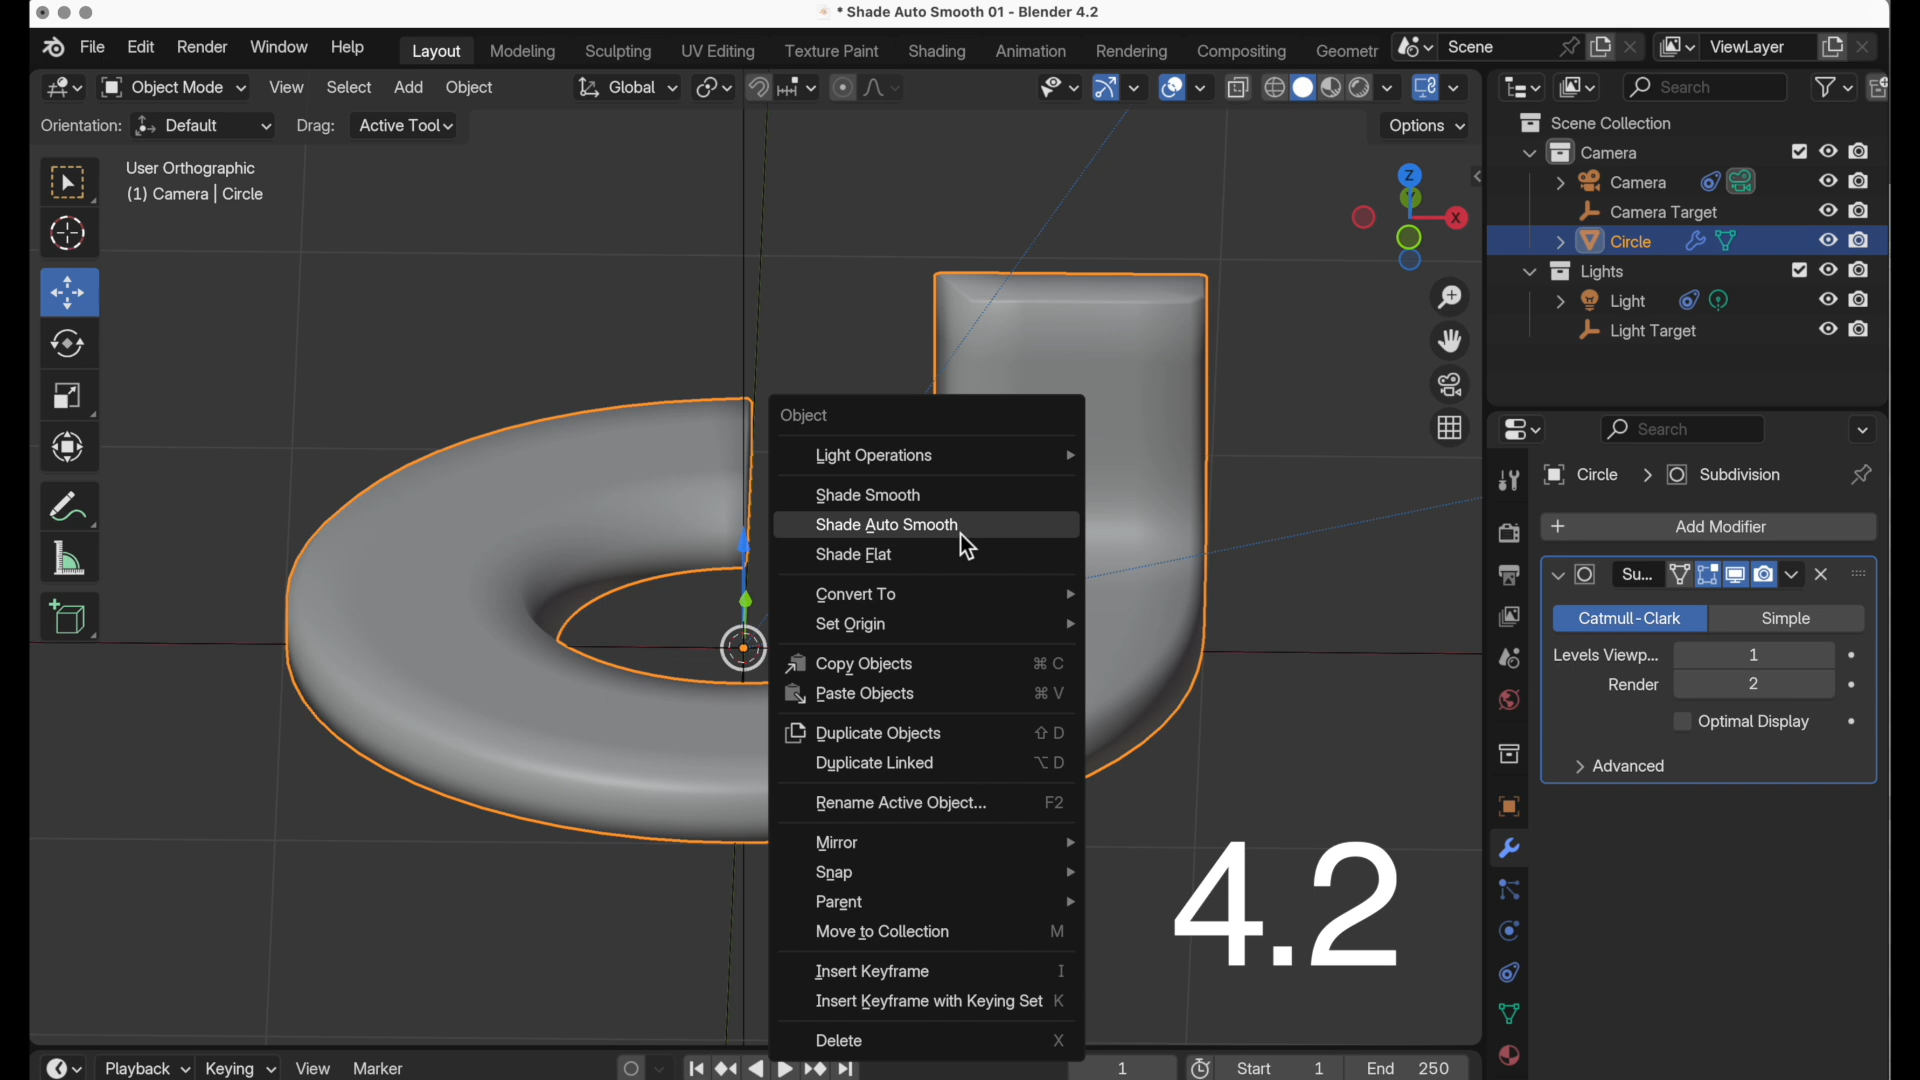 * Shade Auto Smooth 01 - Blender 4.2
File Edit Render Window Help
Layout Modeling Sculpting UV Editing Texture Paint Shading Animation Rendering Compositing Geometr
Scene
ViewLayer
Object Mode View Select Add Object
Global
Search
Orientation: Default Drag: Active Tool
Options
User Orthographic
(1) Camera | Circle
Z
Y
X
Scene Collection
Camera
Camera
Camera Target
Circle
Lights
Light
Light Target
Search
Circle > Subdivision
+ Add Modifier
Su...
Catmull-Clark Simple
Levels Viewp... 1
Render 2
Optimal Display
Advanced
Object
Light Operations
Shade Smooth
Shade Auto Smooth
Shade Flat
Convert To
Set Origin
Copy Objects ⌘ C
Paste Objects ⌘ V
Duplicate Objects ⇧ D
Duplicate Linked ⌥ D
Rename Active Object... F2
Mirror
Snap
Parent
Move to Collection M
Insert Keyframe I
Insert Keyframe with Keying Set K
Delete X
4.2
Playback Keying View Marker
1
Start 1 End 250